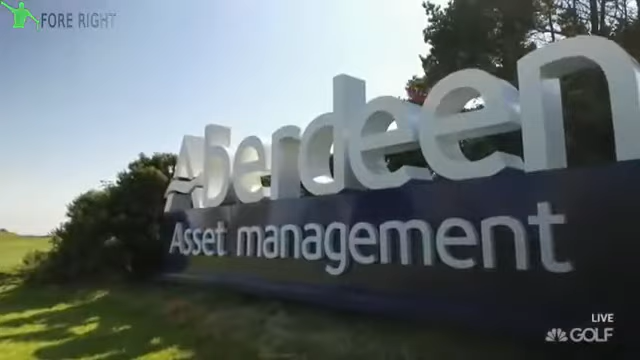 FORE RIGHT
Aberdeen
Asset management
LIVE
GOLF